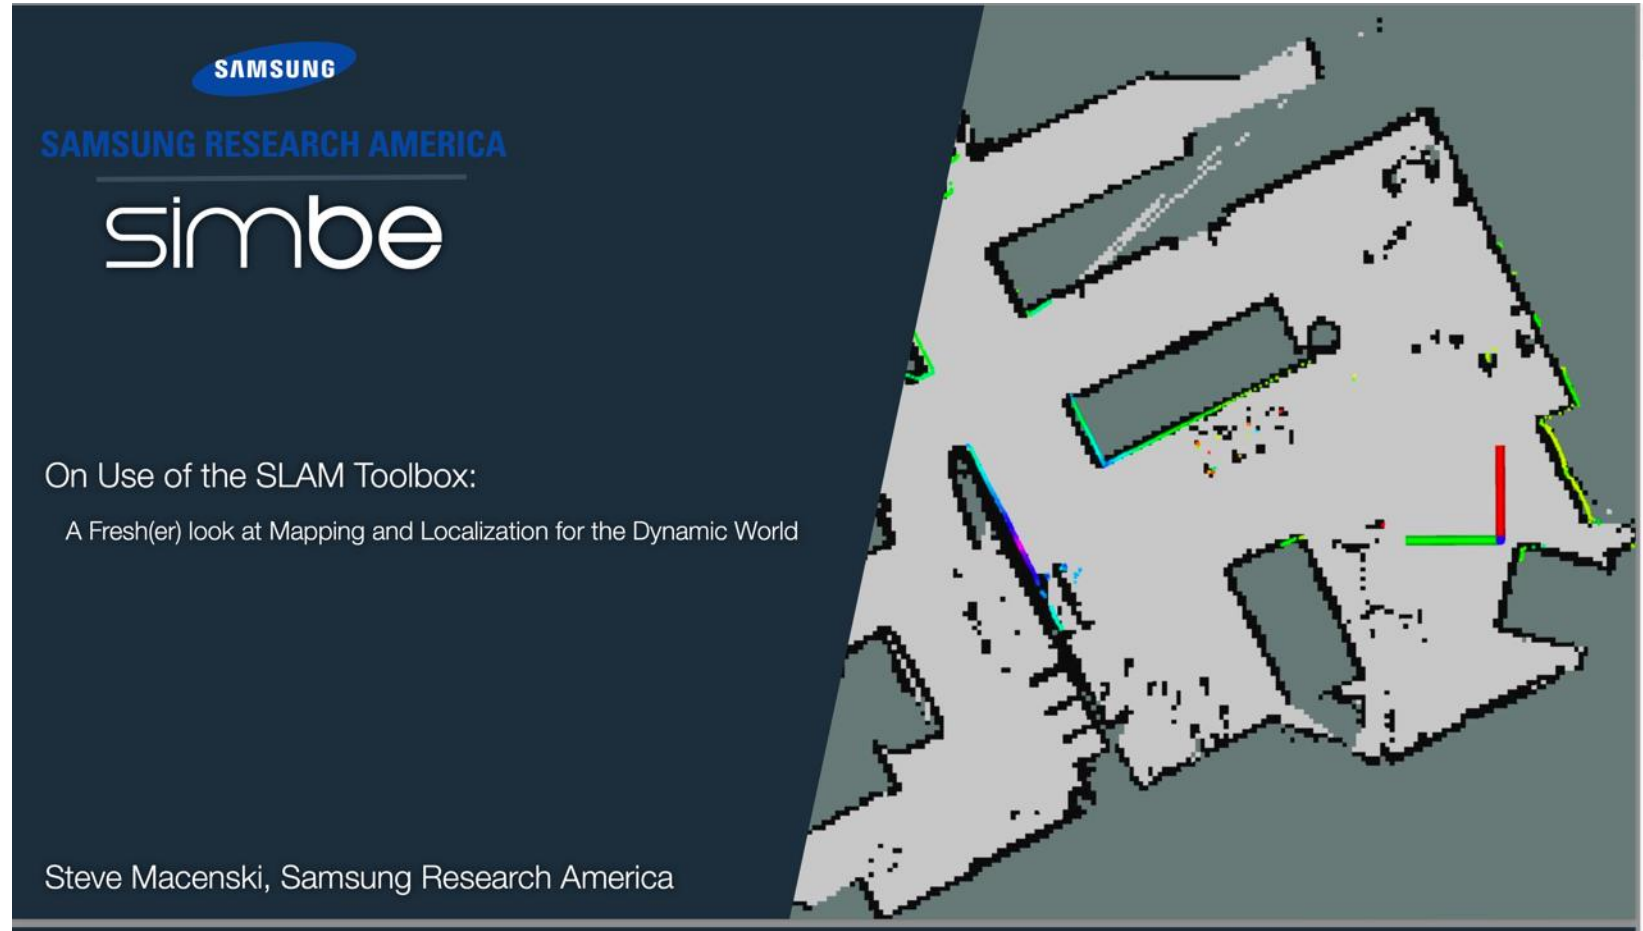 SAMSUNG
SAMSUNG RESEARCH AMERICA
simbe
On Use of the SLAM Toolbox:
A Fresh(er) look at Mapping and Localization for the Dynamic World
Steve Macenski, Samsung Research America